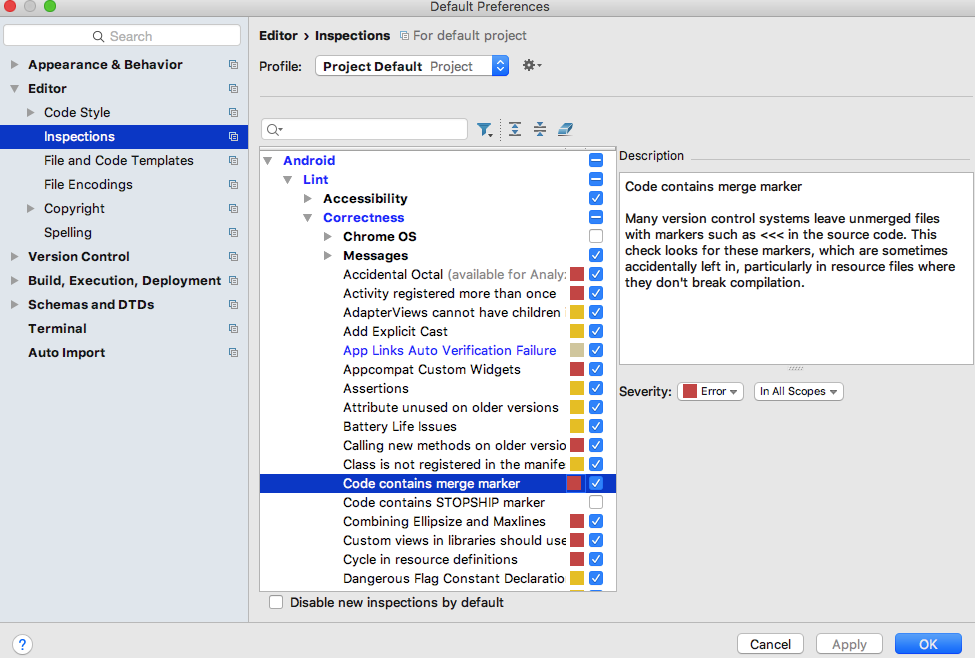 Default Preferences
Search
Appearance & Behavior
Editor
Code Style
Inspections
File and Code Templates
File Encodings
Copyright
Spelling
Version Control
Build, Execution, Deployment
Schemas and DTDs
Terminal
Auto Import
Editor › Inspections For default project
Profile: Project Default Project
Android
Lint
Accessibility
Correctness
Chrome OS
Messages
Accidental Octal (available for Analy
Activity registered more than once
AdapterViews cannot have children
Add Explicit Cast
App Links Auto Verification Failure
Appcompat Custom Widgets
Assertions
Attribute unused on older versions
Battery Life Issues
Calling new methods on older versio
Class is not registered in the manife
Code contains merge marker
Code contains STOPSHIP marker
Combining Ellipsize and Maxlines
Custom views in libraries should use
Cycle in resource definitions
Dangerous Flag Constant Declaratio
Disable new inspections by default
Description
Code contains merge marker
Many version control systems leave unmerged files
with markers such as <<< in the source code. This
check looks for these markers, which are sometimes
accidentally left in, particularly in resource files where
they don't break compilation.
Severity: Error In All Scopes
?
Cancel Apply OK